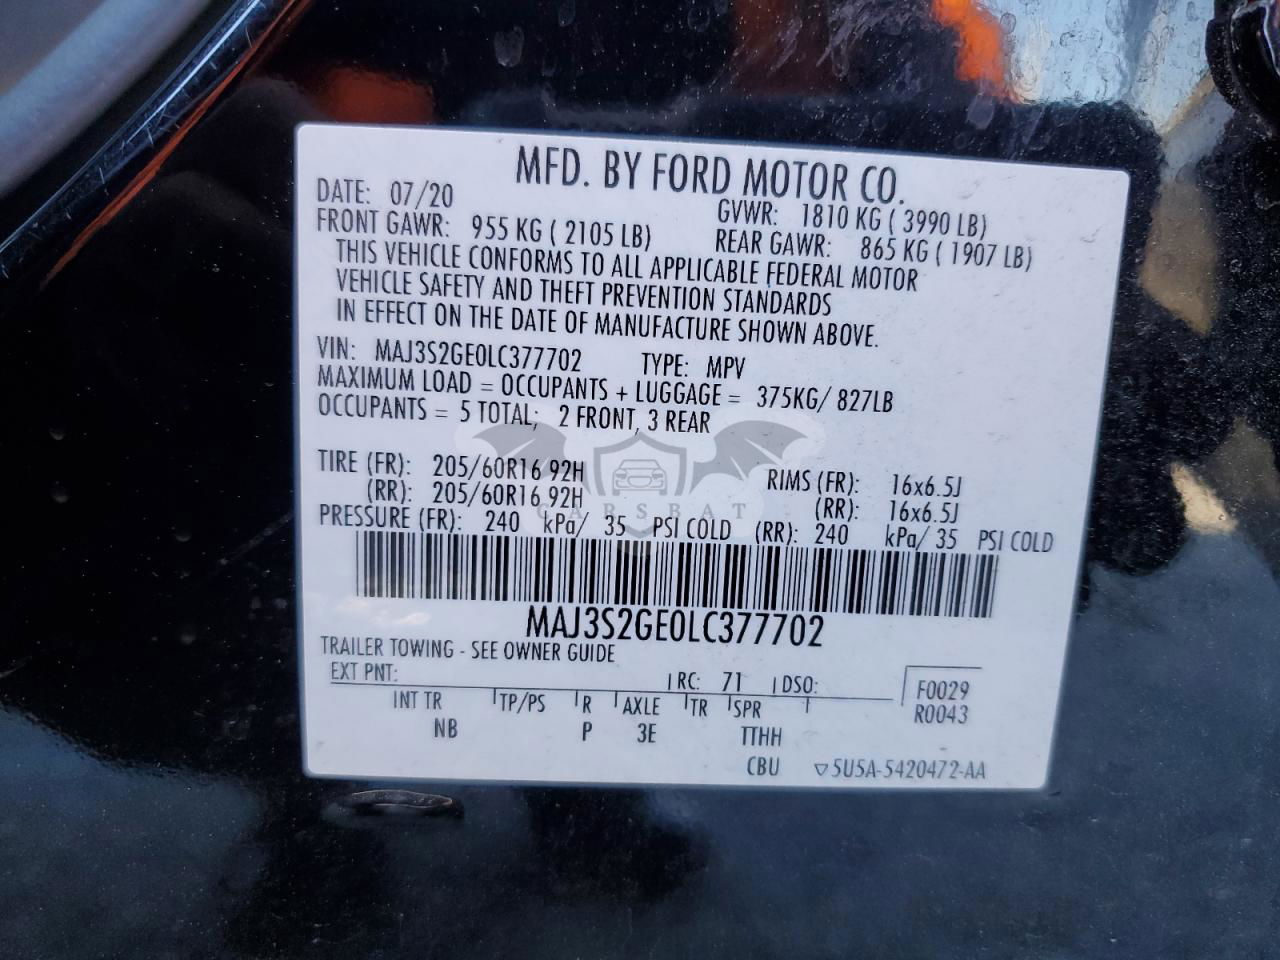 MFD. BY FORD MOTOR CO.
DATE: 07/20 GVWR: 1810 KG ( 3990 LB)
FRONT GAWR: 955 KG ( 2105 LB) REAR GAWR: 865 KG ( 1907 LB)
THIS VEHICLE CONFORMS TO ALL APPLICABLE FEDERAL MOTOR
VEHICLE SAFETY AND THEFT PREVENTION STANDARDS
IN EFFECT ON THE DATE OF MANUFACTURE SHOWN ABOVE.
VIN: MAJ3S2GE0LC377702 TYPE: MPV
MAXIMUM LOAD = OCCUPANTS + LUGGAGE = 375KG/ 827LB
OCCUPANTS = 5 TOTAL; 2 FRONT, 3 REAR
TIRE (FR): 205/60R16 92H RIMS (FR): 16x6.5J
(RR): 205/60R16 92H (RR): 16x6.5J
CARSBAT
PRESSURE (FR): 240 kPa/ 35 PSI COLD (RR): 240 kPa/ 35 PSI COLD
MAJ3S2GE0LC377702
TRAILER TOWING - SEE OWNER GUIDE
EXT PNT: RC: 71 DSO: F0029
INT TR TP/PS R AXLE TR SPR R0043
NB P 3E TTHH
CBU 5U5A-5420472-AA